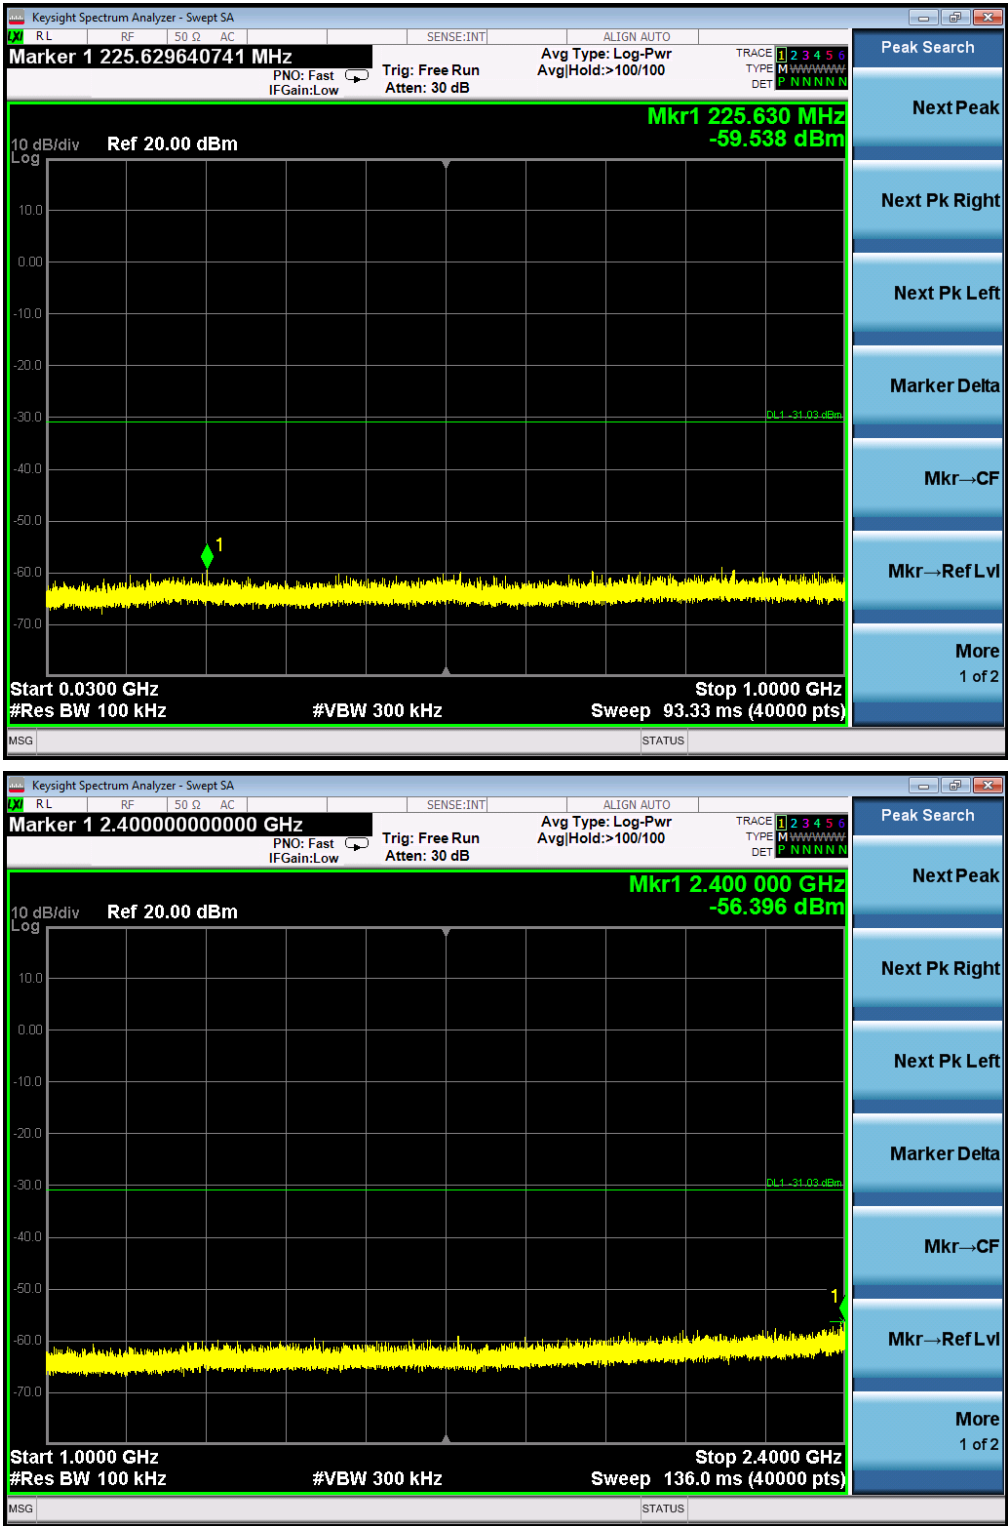 Keysight Spectrum Analyzer - Swept SA
LXI RL RF 50 Ω AC SENSE:INT ALIGN AUTO
Marker 1 225.629640741 MHz
PNO: Fast
IFGain:Low
Trig: Free Run
Atten: 30 dB
Avg Type: Log-Pwr
Avg|Hold:>100/100
TRACE 1 2 3 4 5 6
TYPE M WWWWW
DET P N N N N N
Mkr1 225.630 MHz
-59.538 dBm
10 dB/div Ref 20.00 dBm
Log
10.0
0.00
-10.0
-20.0
-30.0
DL1 -31.03 dBm
-40.0
-50.0
1
-60.0
-70.0
Start 0.0300 GHz Stop 1.0000 GHz
#Res BW 100 kHz #VBW 300 kHz Sweep 93.33 ms (40000 pts)
MSG STATUS
Peak Search
Next Peak
Next Pk Right
Next Pk Left
Marker Delta
Mkr→CF
Mkr→Ref Lvl
More
1 of 2
Keysight Spectrum Analyzer - Swept SA
LXI RL RF 50 Ω AC SENSE:INT ALIGN AUTO
Marker 1 2.400000000000 GHz
PNO: Fast
IFGain:Low
Trig: Free Run
Atten: 30 dB
Avg Type: Log-Pwr
Avg|Hold:>100/100
TRACE 1 2 3 4 5 6
TYPE M WWWWW
DET P N N N N N
Mkr1 2.400 000 GHz
-56.396 dBm
10 dB/div Ref 20.00 dBm
Log
10.0
0.00
-10.0
-20.0
-30.0
DL1 -31.03 dBm
-40.0
-50.0
1
-60.0
-70.0
Start 1.0000 GHz Stop 2.4000 GHz
#Res BW 100 kHz #VBW 300 kHz Sweep 136.0 ms (40000 pts)
MSG STATUS
Peak Search
Next Peak
Next Pk Right
Next Pk Left
Marker Delta
Mkr→CF
Mkr→Ref Lvl
More
1 of 2